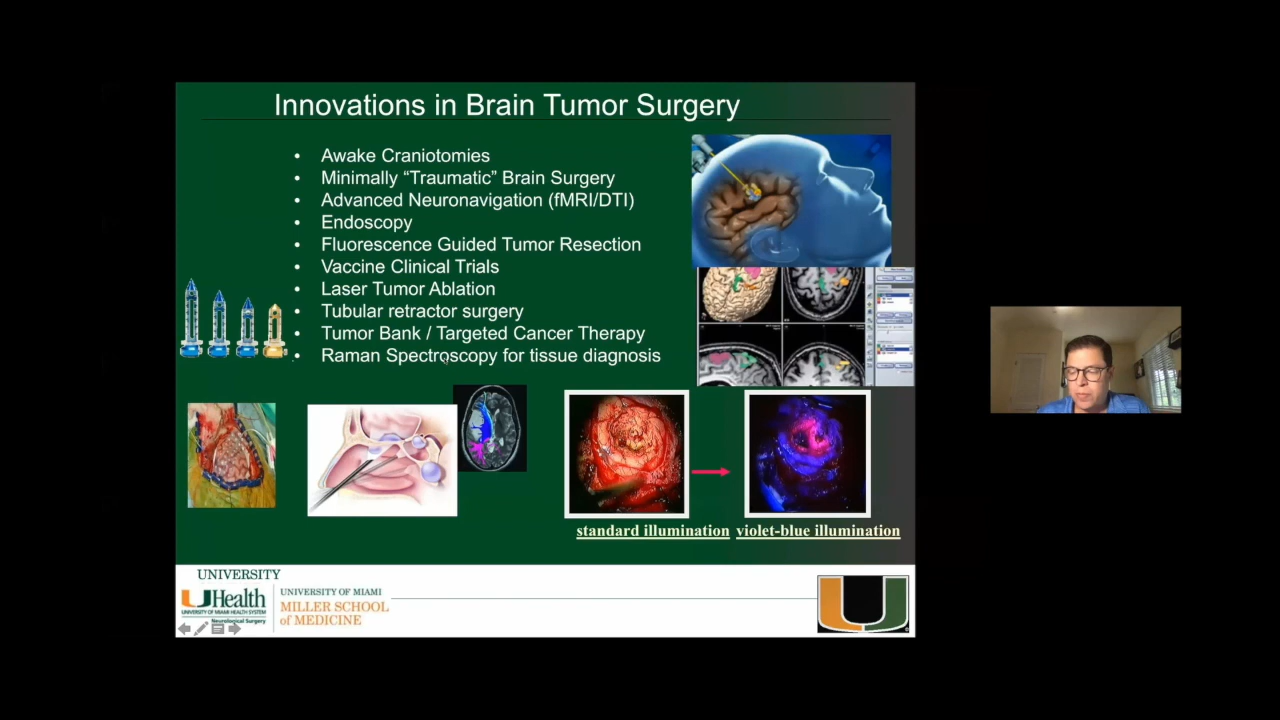 Innovations in Brain Tumor Surgery
• Awake Craniotomies
• Minimally “Traumatic” Brain Surgery
• Advanced Neuronavigation (fMRI/DTI)
• Endoscopy
• Fluorescence Guided Tumor Resection
• Vaccine Clinical Trials
• Laser Tumor Ablation
• Tubular retractor surgery
• Tumor Bank / Targeted Cancer Therapy
• Raman Spectroscopy for tissue diagnosis
standard illumination
violet-blue illumination
UNIVERSITY
UHealth
UNIVERSITY OF MIAMI HEALTH SYSTEM
Neurological Surgery
UNIVERSITY OF MIAMI
MILLER SCHOOL
of MEDICINE
U